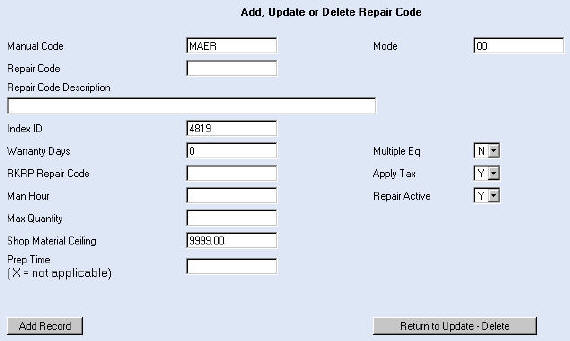 Add, Update or Delete Repair Code
Manual Code MAER Mode 00
Repair Code
Repair Code Description
Index ID 4819
Warranty Days 0 Multiple Eq N
RKRP Repair Code Apply Tax Y
Man Hour Repair Active Y
Max Quantity
Shop Material Ceiling 9999.00
Prep Time
( X = not applicable)
Add Record Return to Update - Delete